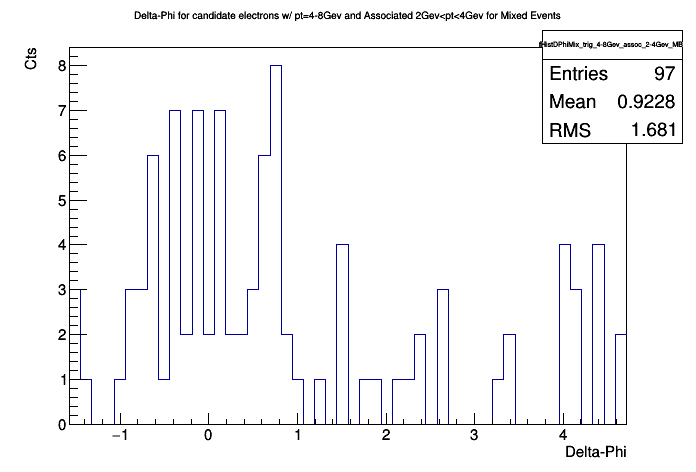 Delta-Phi for candidate electrons w/ pt=4-8Gev and Associated 2Gev<pt<4Gev for Mixed Events
fHistDPhiMix_trig_4-8Gev_assoc_2-4Gev_MB
Entries 97
Mean 0.9228
RMS 1.681
Cts
8
7
6
5
4
3
2
1
0
−1 0 1 2 3 4
Delta-Phi